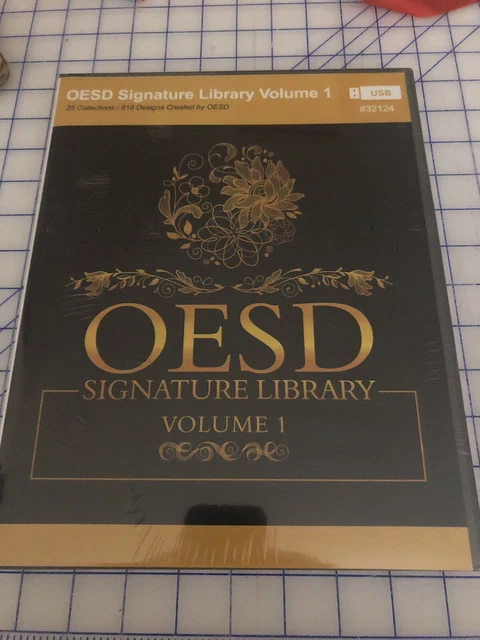 OESD Signature Library Volume 1
USB
25 Collections / 619 Designs Created by OESD
#32124
OESD
SIGNATURE LIBRARY
VOLUME 1